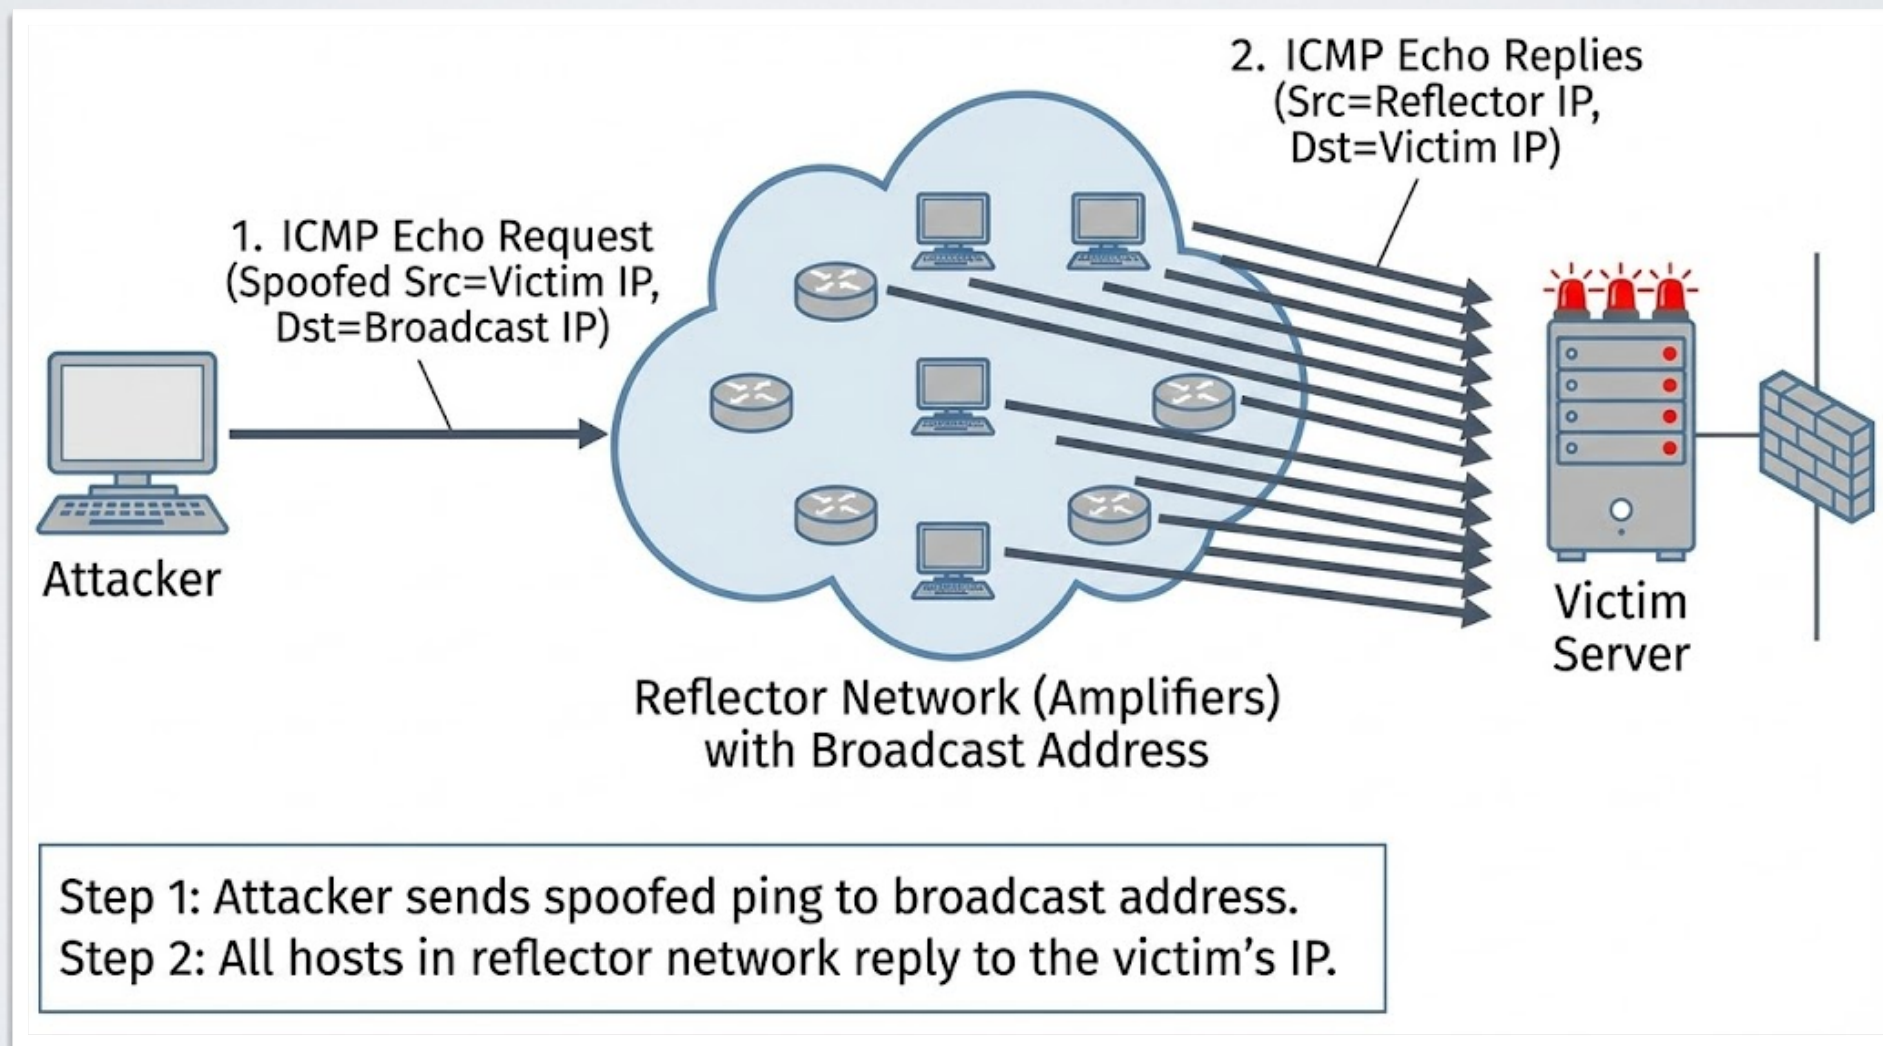 1. ICMP Echo Request
(Spoofed Src=Victim IP,
Dst=Broadcast IP)
2. ICMP Echo Replies
(Src=Reflector IP,
Dst=Victim IP)
Attacker
Victim
Server
Reflector Network (Amplifiers)
with Broadcast Address
Step 1: Attacker sends spoofed ping to broadcast address.
Step 2: All hosts in reflector network reply to the victim’s IP.